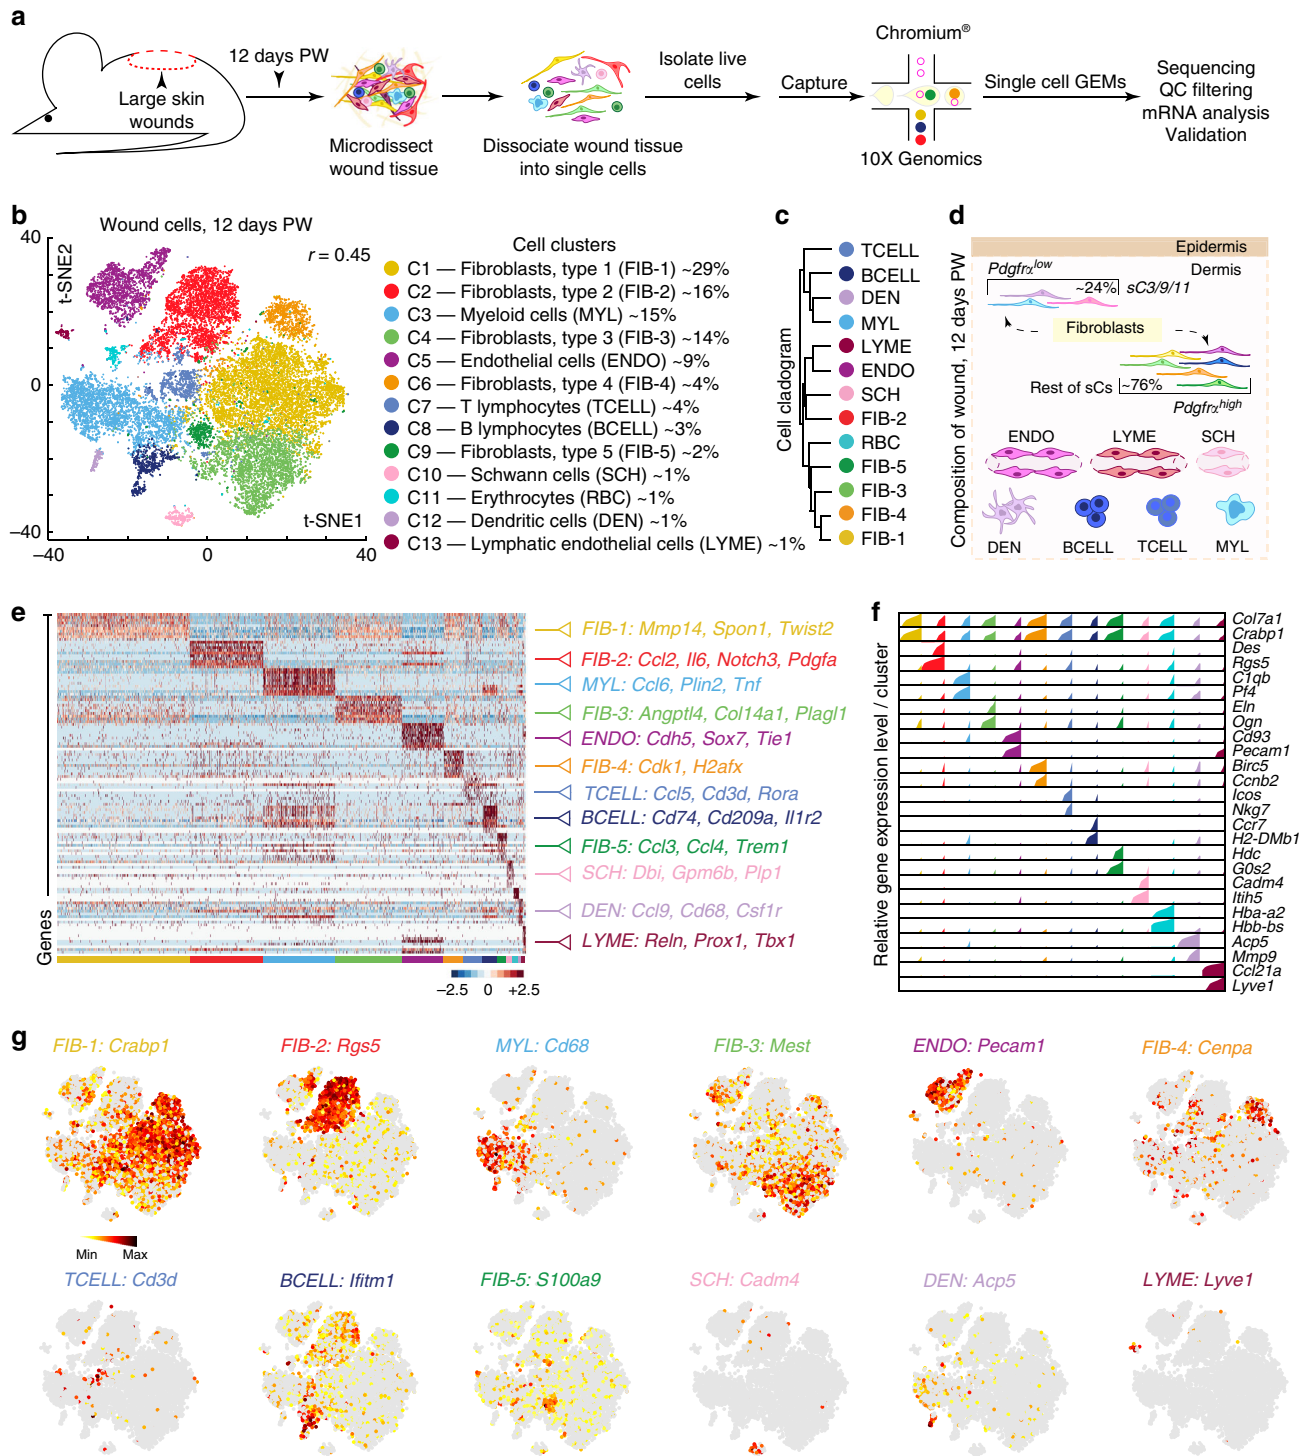 a
12 days PW
Large skin
wounds
Microdissect
wound tissue
Dissociate wound tissue
into single cells
Isolate live
cells
Capture
Chromium®
10X Genomics
Single cell GEMs
Sequencing
QC filtering
mRNA analysis
Validation
b
Wound cells, 12 days PW
r = 0.45
t-SNE2
t-SNE1
40
0
−40
−40
0
40
Cell clusters
C1 — Fibroblasts, type 1 (FIB-1) ~29%
C2 — Fibroblasts, type 2 (FIB-2) ~16%
C3 — Myeloid cells (MYL) ~15%
C4 — Fibroblasts, type 3 (FIB-3) ~14%
C5 — Endothelial cells (ENDO) ~9%
C6 — Fibroblasts, type 4 (FIB-4) ~4%
C7 — T lymphocytes (TCELL) ~4%
C8 — B lymphocytes (BCELL) ~3%
C9 — Fibroblasts, type 5 (FIB-5) ~2%
C10 — Schwann cells (SCH) ~1%
C11 — Erythrocytes (RBC) ~1%
C12 — Dendritic cells (DEN) ~1%
C13 — Lymphatic endothelial cells (LYME) ~1%
c
Cell cladogram
TCELL
BCELL
DEN
MYL
LYME
ENDO
SCH
FIB-2
RBC
FIB-5
FIB-3
FIB-4
FIB-1
d
Composition of wound, 12 days PW
Epidermis
Dermis
Pdgfrα^low
~24%
sC3/9/11
Fibroblasts
Rest of sCs
~76%
Pdgfrα^high
ENDO
LYME
SCH
DEN
BCELL
TCELL
MYL
e
Genes
FIB-1: Mmp14, Spon1, Twist2
FIB-2: Ccl2, Il6, Notch3, Pdgfa
MYL: Ccl6, Plin2, Tnf
FIB-3: Angptl4, Col14a1, Plagl1
ENDO: Cdh5, Sox7, Tie1
FIB-4: Cdk1, H2afx
TCELL: Ccl5, Cd3d, Rora
BCELL: Cd74, Cd209a, Il1r2
FIB-5: Ccl3, Ccl4, Trem1
SCH: Dbi, Gpm6b, Plp1
DEN: Ccl9, Cd68, Csf1r
LYME: Reln, Prox1, Tbx1
−2.5
0
+2.5
f
Relative gene expression level / cluster
Col7a1
Crabp1
Des
Rgs5
C1qb
Pf4
Eln
Ogn
Cd93
Pecam1
Birc5
Ccnb2
Icos
Nkg7
Ccr7
H2-DMb1
Hdc
G0s2
Cadm4
Itih5
Hba-a2
Hbb-bs
Acp5
Mmp9
Ccl21a
Lyve1
g
FIB-1: Crabp1
FIB-2: Rgs5
MYL: Cd68
FIB-3: Mest
ENDO: Pecam1
FIB-4: Cenpa
Min
Max
TCELL: Cd3d
BCELL: Ifitm1
FIB-5: S100a9
SCH: Cadm4
DEN: Acp5
LYME: Lyve1